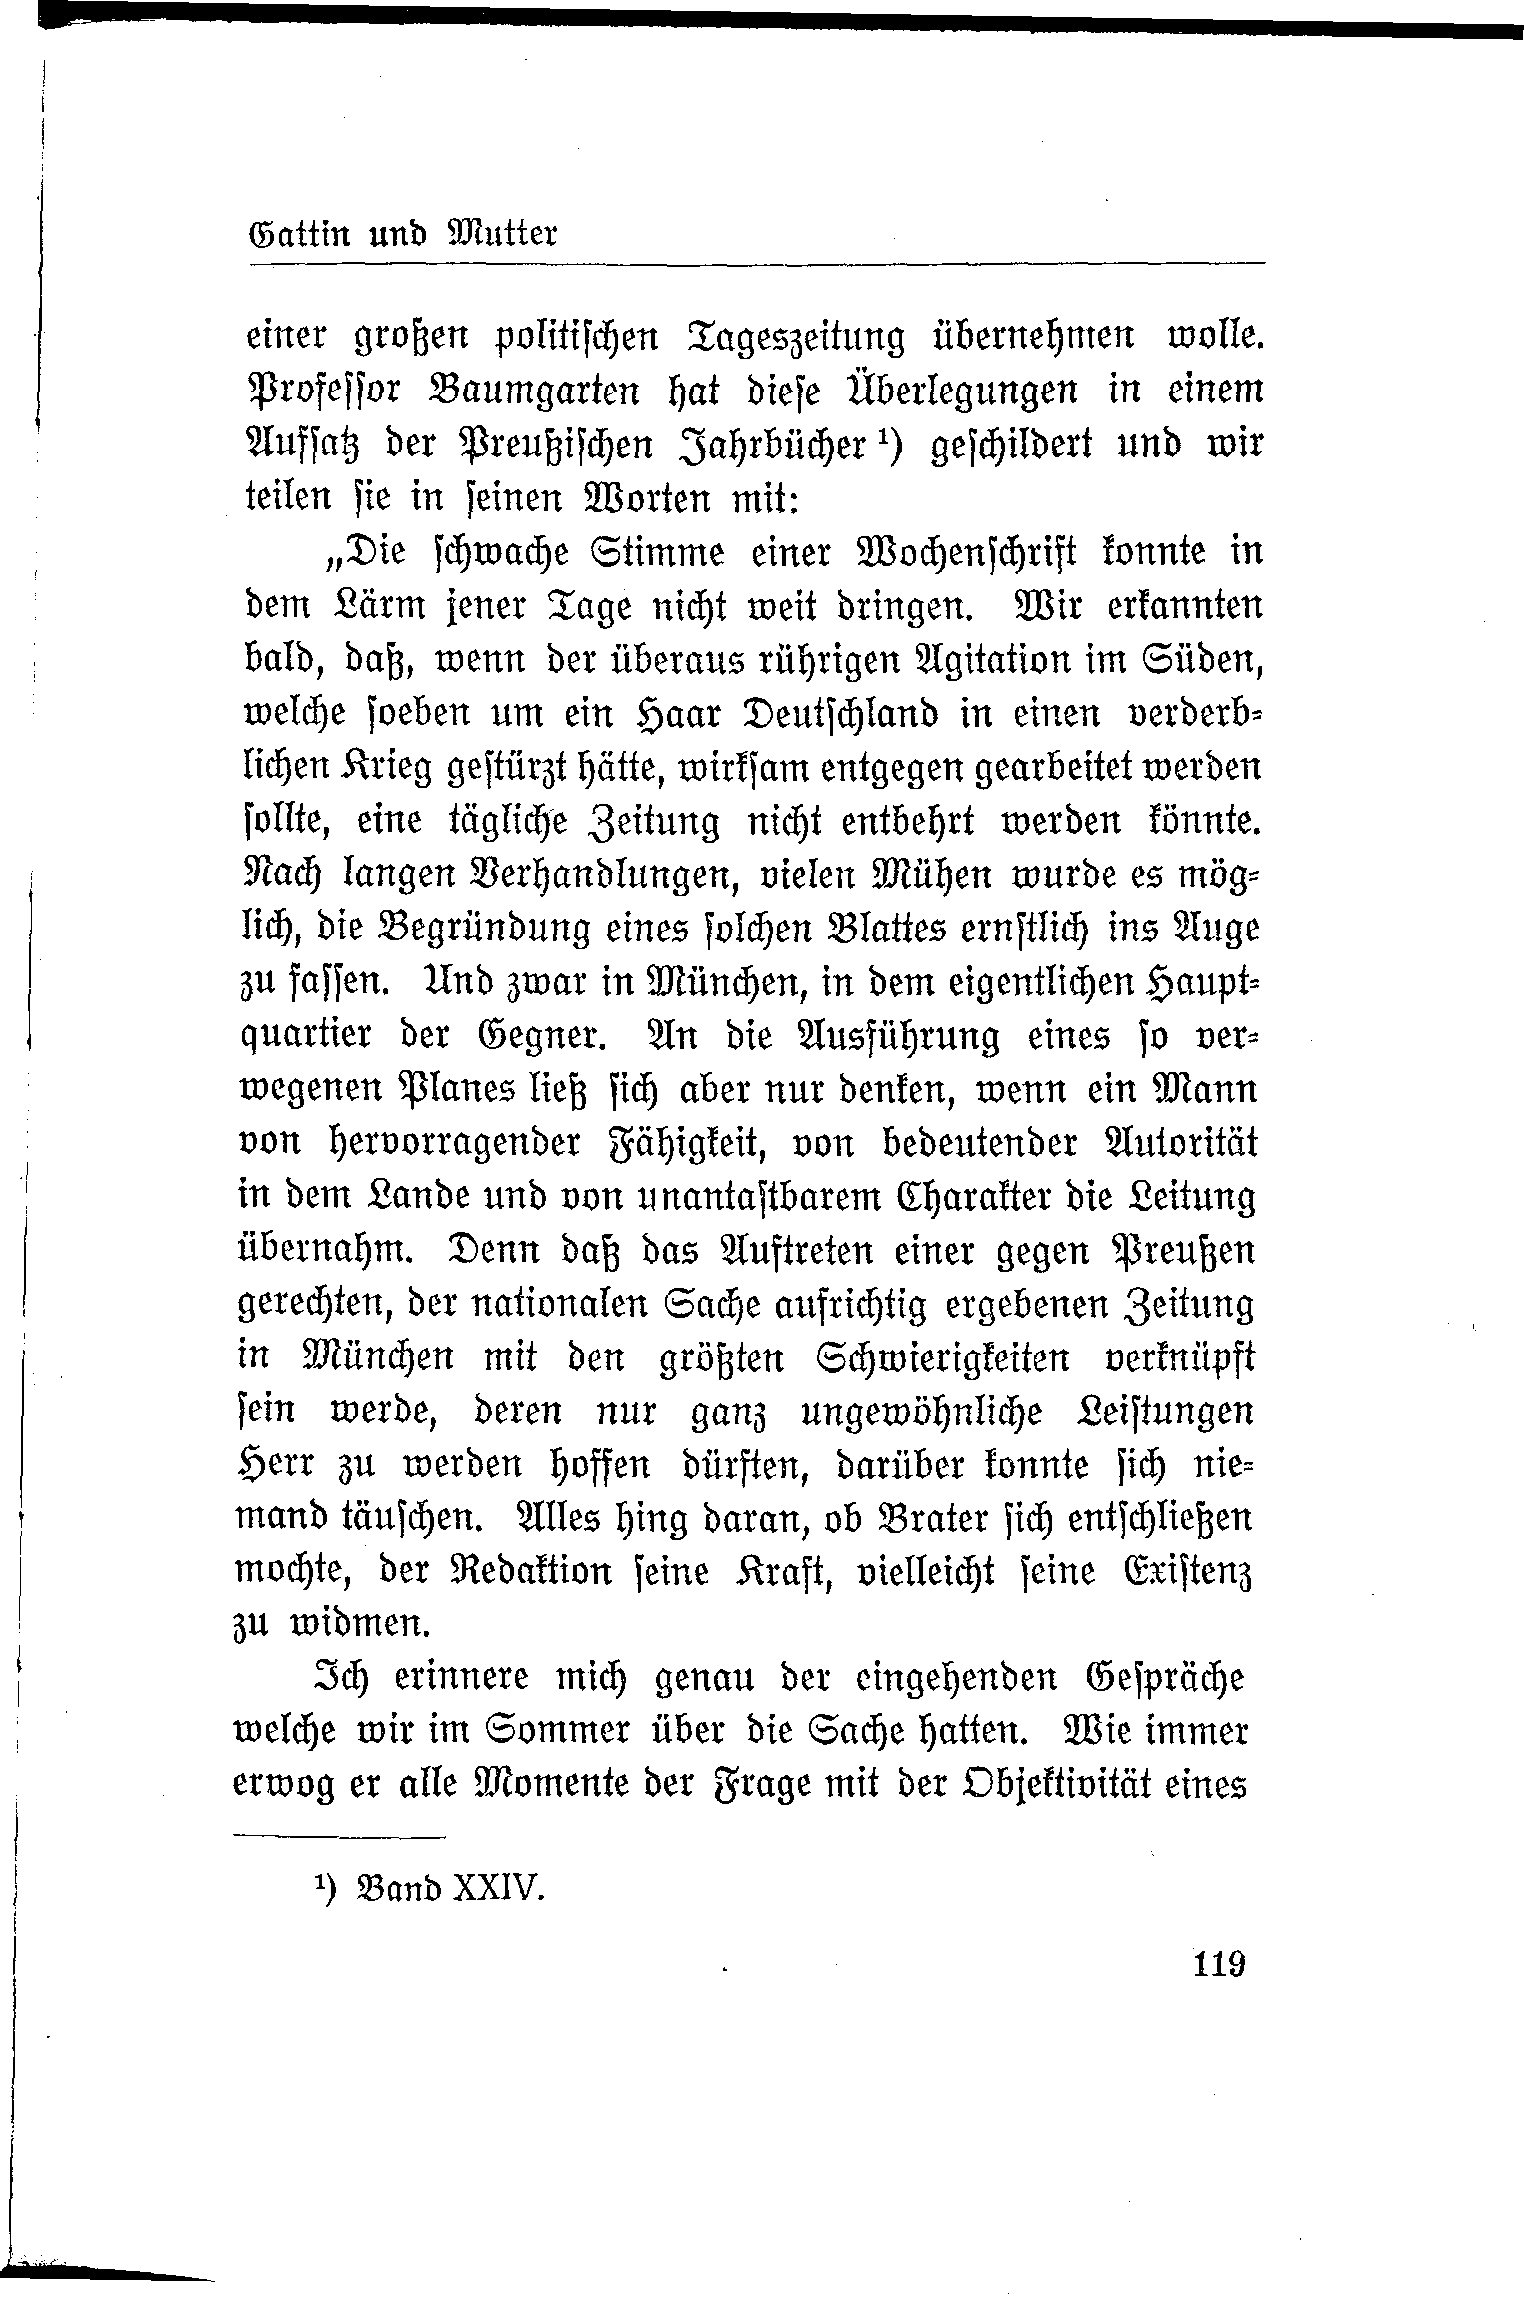 Gattin und Mutter
einer großen politischen Tageszeitung übernehmen wolle.
Professor Baumgarten hat diese Überlegungen in einem
Aufsatz der Preußischen Jahrbücher ¹) geschildert und wir
teilen sie in seinen Worten mit:
„Die schwache Stimme einer Wochenschrift konnte in
dem Lärm jener Tage nicht weit dringen. Wir erkannten
bald, daß, wenn der überaus rührigen Agitation im Süden,
welche soeben um ein Haar Deutschland in einen verderb-
lichen Krieg gestürzt hätte, wirksam entgegen gearbeitet werden
sollte, eine tägliche Zeitung nicht entbehrt werden könnte.
Nach langen Verhandlungen, vielen Mühen wurde es mög-
lich, die Begründung eines solchen Blattes ernstlich ins Auge
zu fassen. Und zwar in München, in dem eigentlichen Haupt-
quartier der Gegner. An die Ausführung eines so ver-
wegenen Planes ließ sich aber nur denken, wenn ein Mann
von hervorragender Fähigkeit, von bedeutender Autorität
in dem Lande und von unantastbarem Charakter die Leitung
übernahm. Denn daß das Auftreten einer gegen Preußen
gerechten, der nationalen Sache aufrichtig ergebenen Zeitung
in München mit den größten Schwierigkeiten verknüpft
sein werde, deren nur ganz ungewöhnliche Leistungen
Herr zu werden hoffen dürften, darüber konnte sich nie-
mand täuschen. Alles hing daran, ob Brater sich entschließen
mochte, der Redaktion seine Kraft, vielleicht seine Existenz
zu widmen.
Ich erinnere mich genau der eingehenden Gespräche
welche wir im Sommer über die Sache hatten. Wie immer
erwog er alle Momente der Frage mit der Objektivität eines
¹) Band XXIV.
119